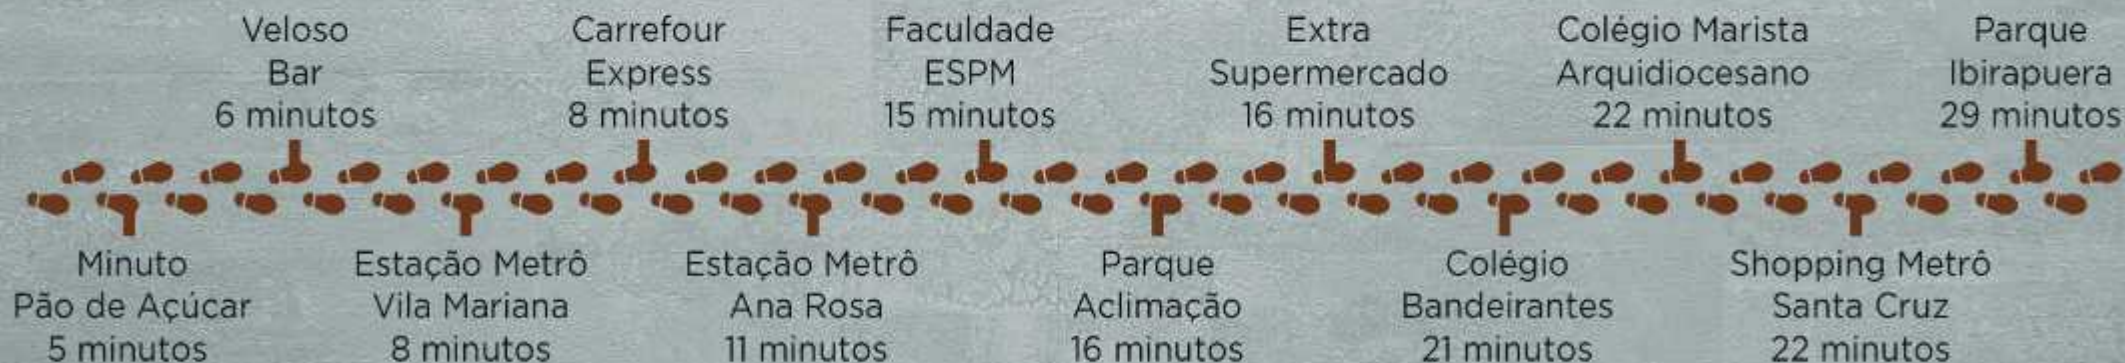 Veloso
Bar
6 minutos
Carrefour
Express
8 minutos
Faculdade
ESPM
15 minutos
Extra
Supermercado
16 minutos
Colégio Marista
Arquidiocesano
22 minutos
Parque
Ibirapuera
29 minutos
Minuto
Pão de Açúcar
5 minutos
Estação Metrô
Vila Mariana
8 minutos
Estação Metrô
Ana Rosa
11 minutos
Parque
Aclimação
16 minutos
Colégio
Bandeirantes
21 minutos
Shopping Metrô
Santa Cruz
22 minutos